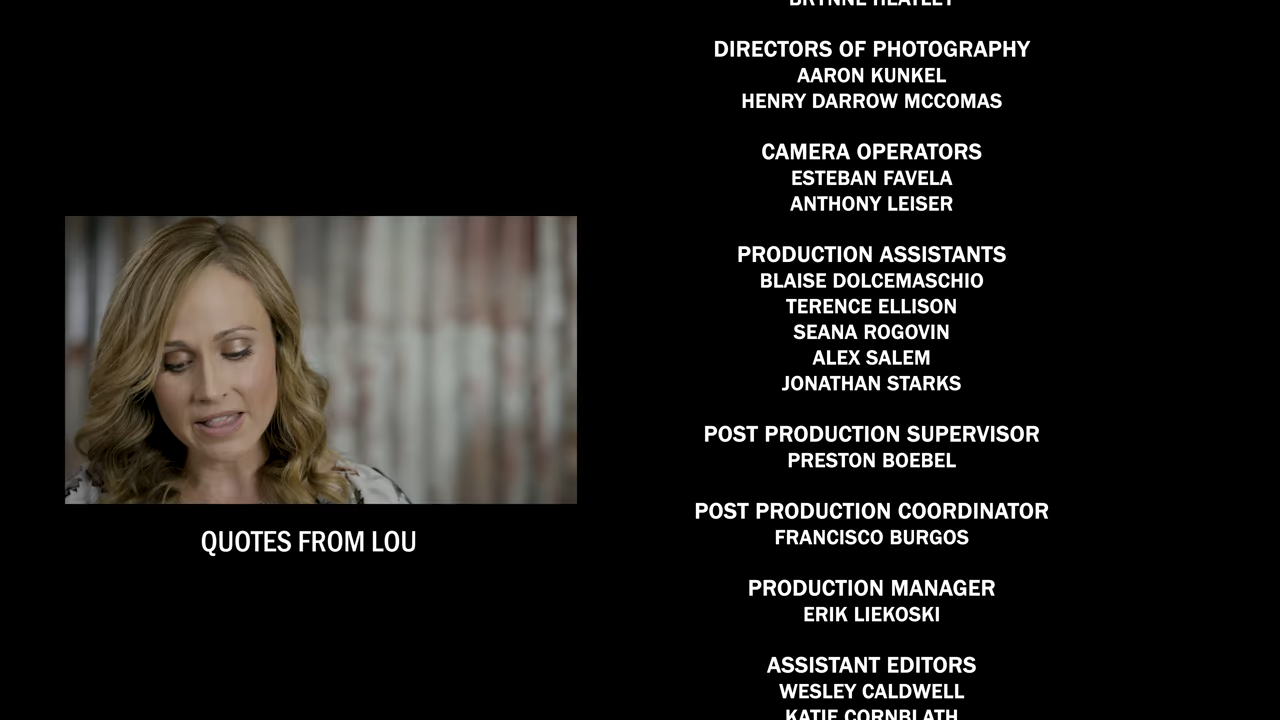 BRYNNE HEATLEY
DIRECTORS OF PHOTOGRAPHY
AARON KUNKEL
HENRY DARROW MCCOMAS
CAMERA OPERATORS
ESTEBAN FAVELA
ANTHONY LEISER
PRODUCTION ASSISTANTS
BLAISE DOLCEMASCHIO
TERENCE ELLISON
SEANA ROGOVIN
ALEX SALEM
JONATHAN STARKS
POST PRODUCTION SUPERVISOR
PRESTON BOEBEL
POST PRODUCTION COORDINATOR
FRANCISCO BURGOS
PRODUCTION MANAGER
ERIK LIEKOSKI
ASSISTANT EDITORS
WESLEY CALDWELL
KATIE CORNBLATH
QUOTES FROM LOU